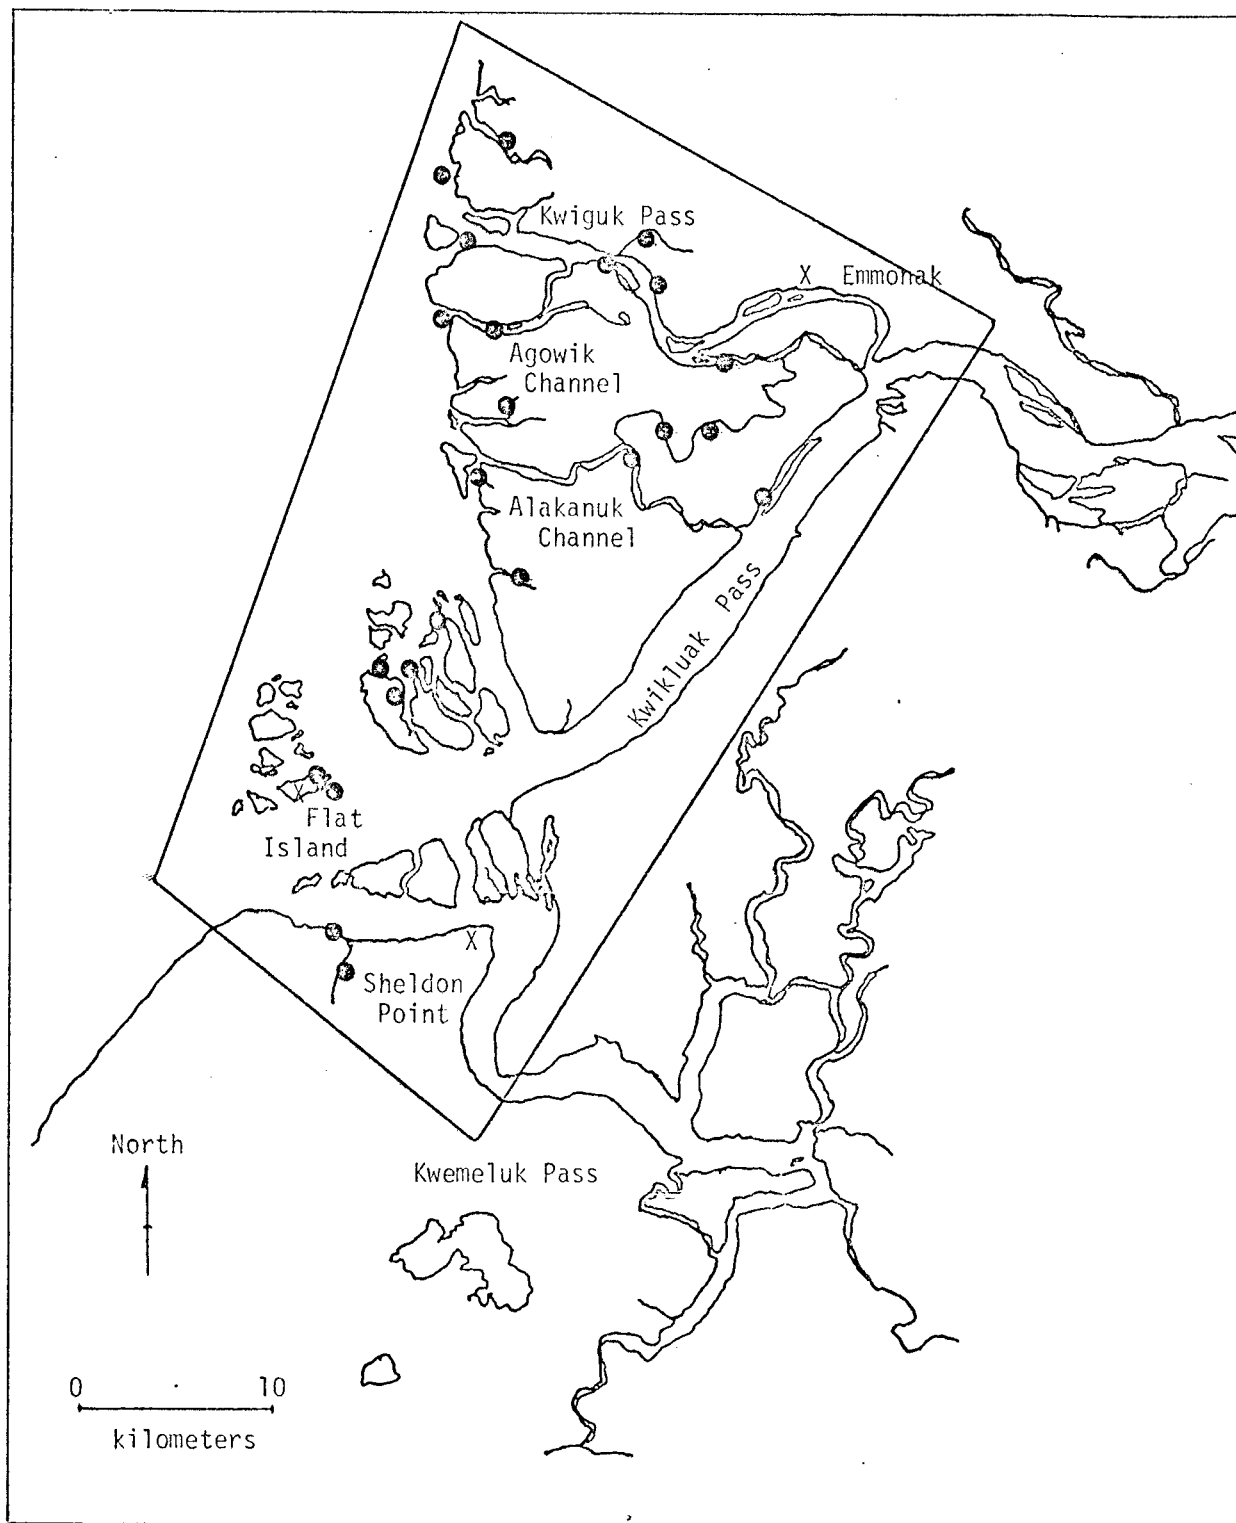 Kwiguk Pass
X Emmonak
Agowik
Channel
Alakanuk
Channel
Kwikluak Pass
X
Flat
Island
X
Sheldon
Point
North
Kwemeluk Pass
0 10
kilometers